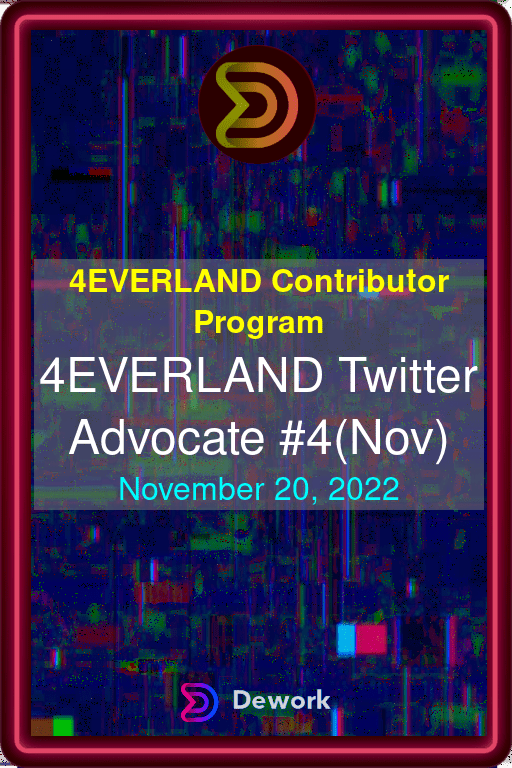 4EVERLAND Contributor
Program
4EVERLAND Twitter
Advocate #4(Nov)
November 20, 2022
Dework